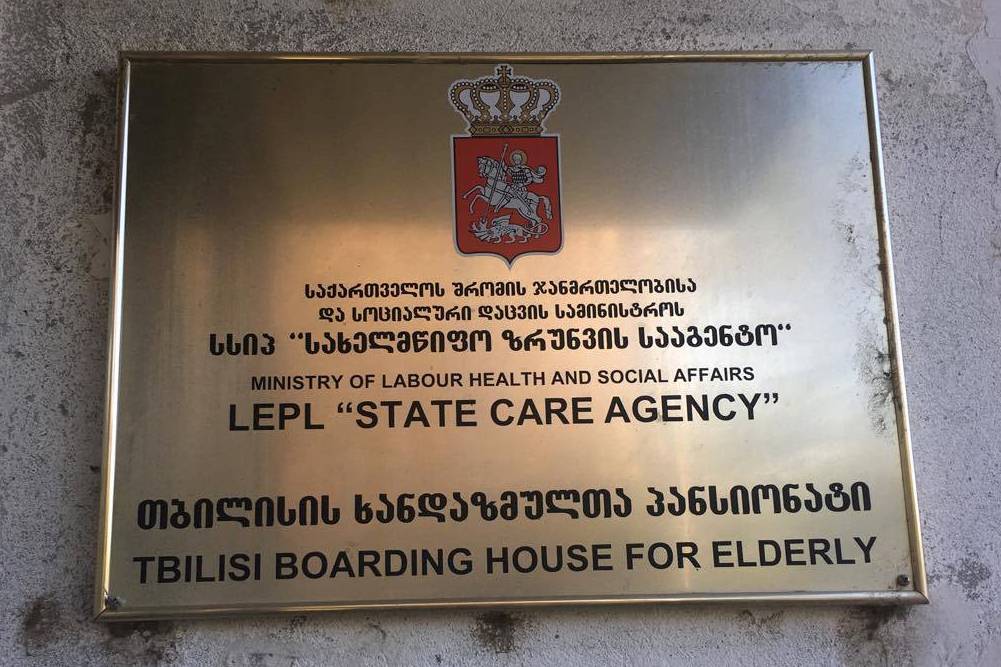 საქართველოს შრომის ჯანმრთელობისა
და სოციალური დაცვის სამინისტროს
სსიპ "სახელმწიფო ზრუნვის სააგენტო"
MINISTRY OF LABOUR HEALTH AND SOCIAL AFFAIRS
LEPL “STATE CARE AGENCY”
თბილისის ხანდაზმულთა პანსიონატი
TBILISI BOARDING HOUSE FOR ELDERLY